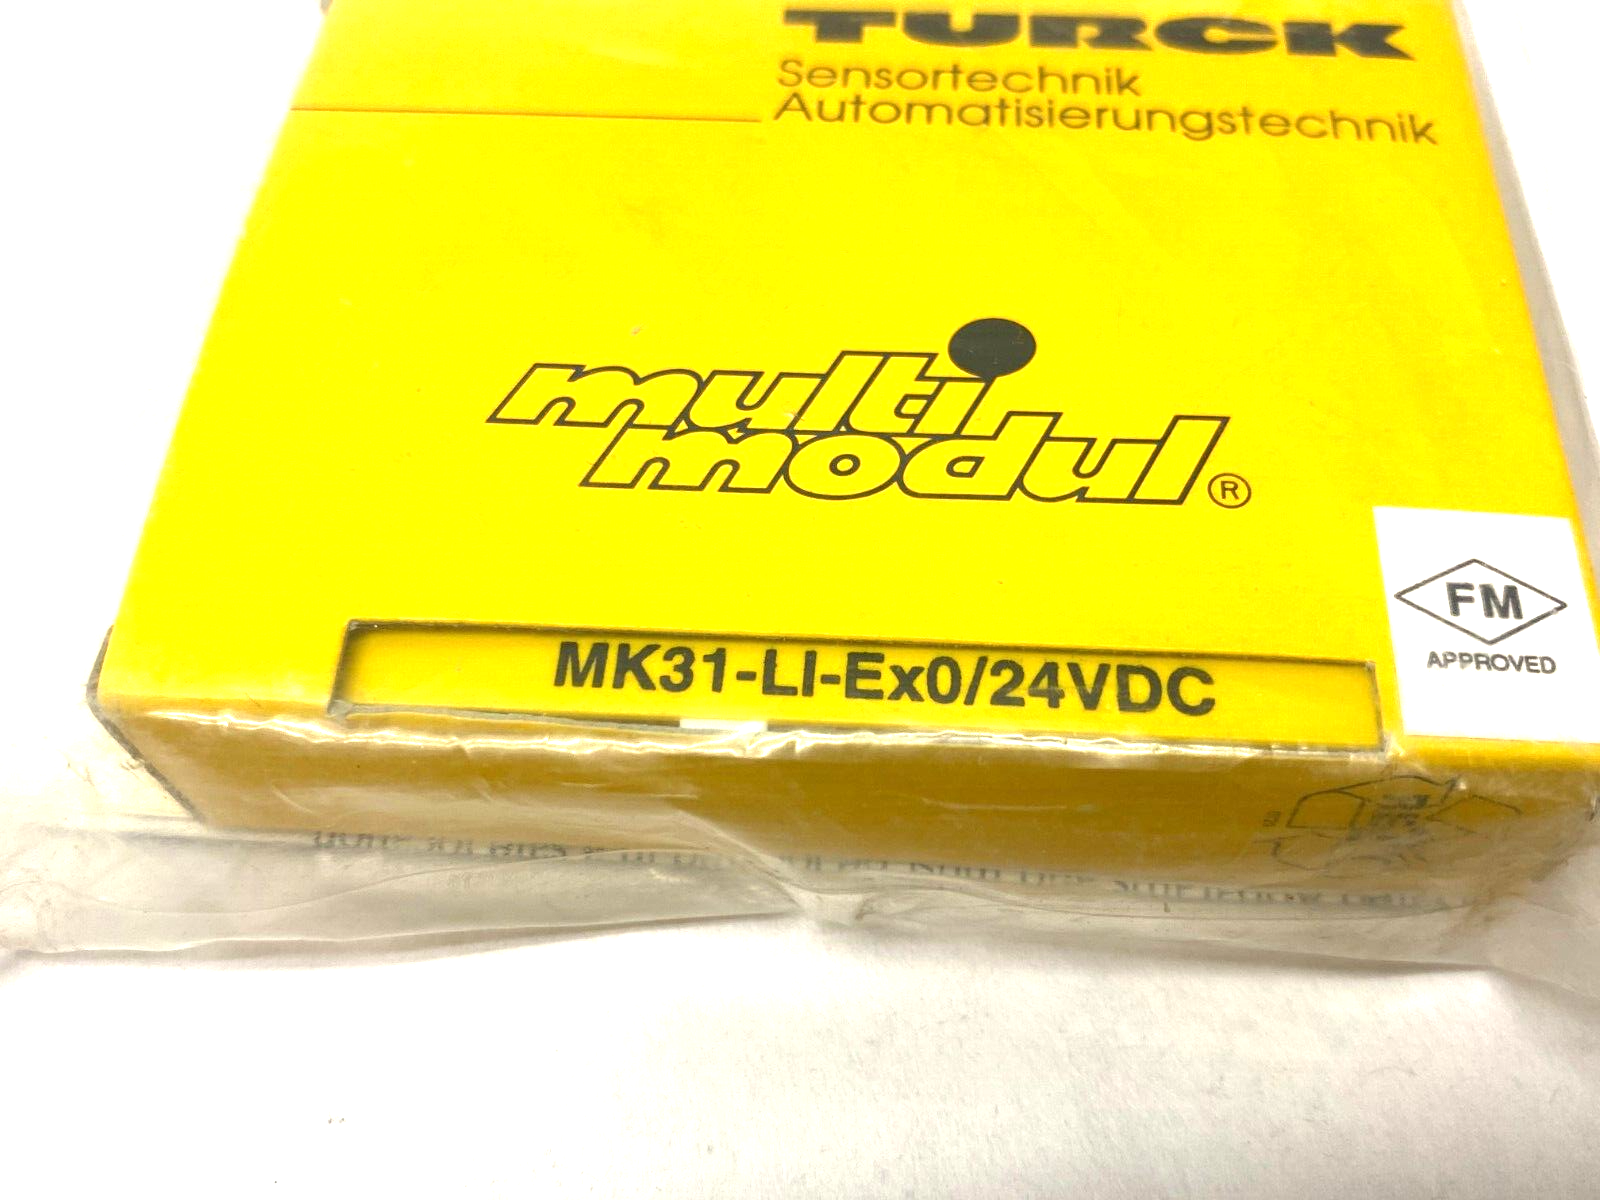 TURCK
Sensortechnik
Automatisierungstechnik
multi
modul®
FM
APPROVED
MK31-LI-Ex0/24VDC